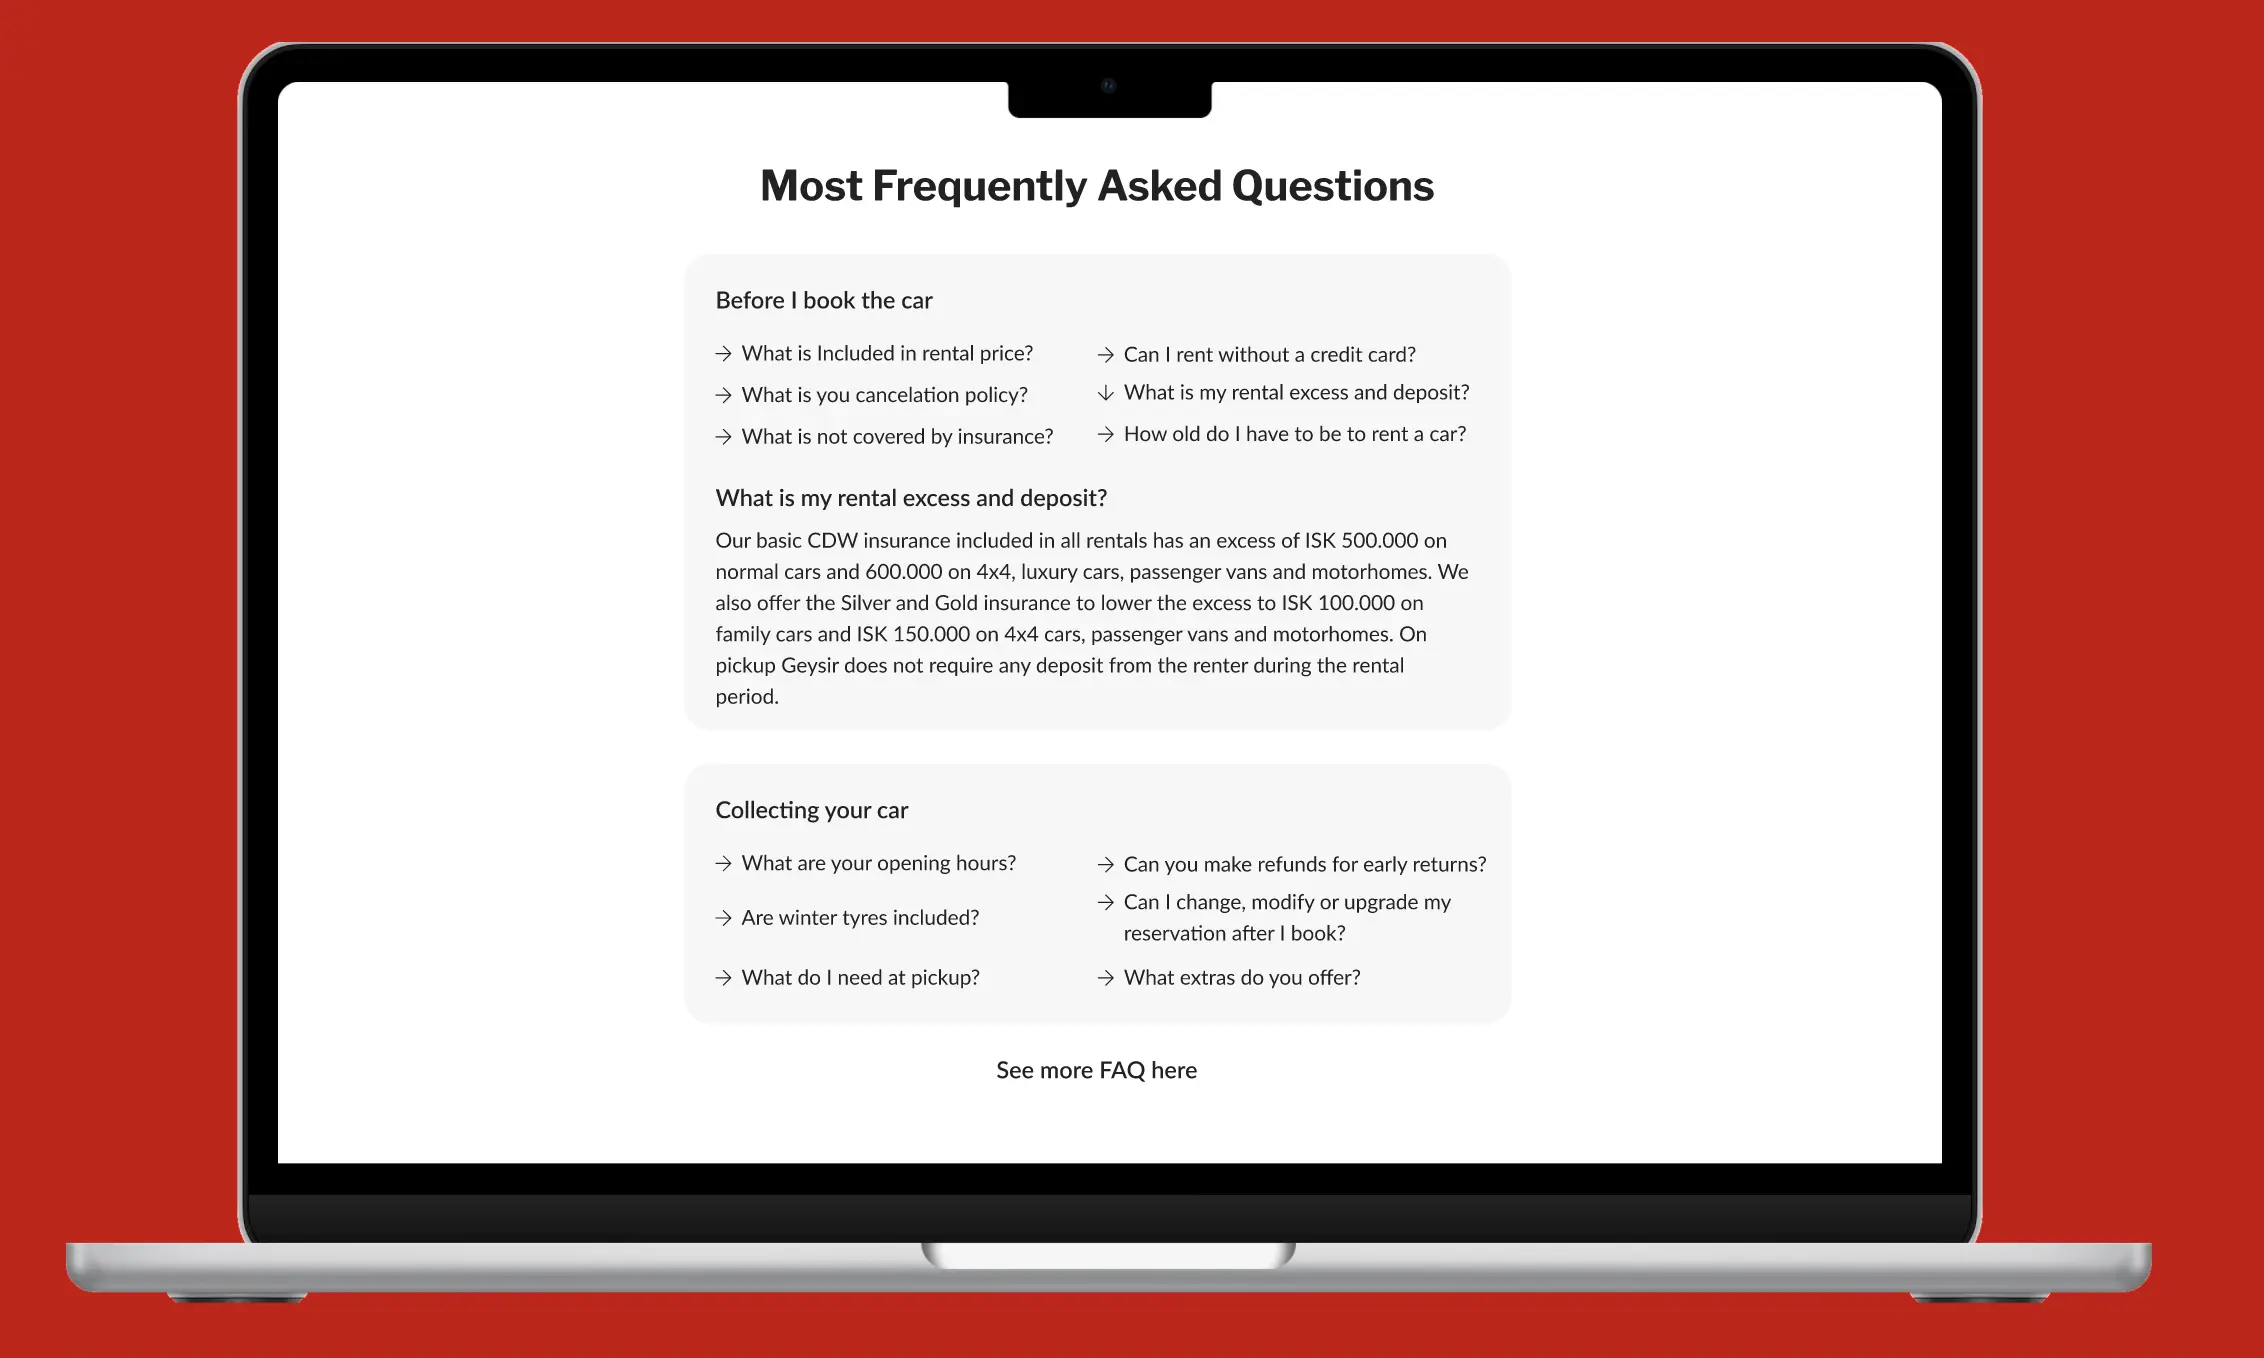 Most Frequently Asked Questions
Before I book the car
→ What is Included in rental price?
→ What is you cancelation policy?
→ What is not covered by insurance?
→ Can I rent without a credit card?
↓ What is my rental excess and deposit?
→ How old do I have to be to rent a car?
What is my rental excess and deposit?
Our basic CDW insurance included in all rentals has an excess of ISK 500.000 on
normal cars and 600.000 on 4x4, luxury cars, passenger vans and motorhomes. We
also offer the Silver and Gold insurance to lower the excess to ISK 100.000 on
family cars and ISK 150.000 on 4x4 cars, passenger vans and motorhomes. On
pickup Geysir does not require any deposit from the renter during the rental
period.
Collecting your car
→ What are your opening hours?
→ Are winter tyres included?
→ What do I need at pickup?
→ Can you make refunds for early returns?
→ Can I change, modify or upgrade my
reservation after I book?
→ What extras do you offer?
See more FAQ here